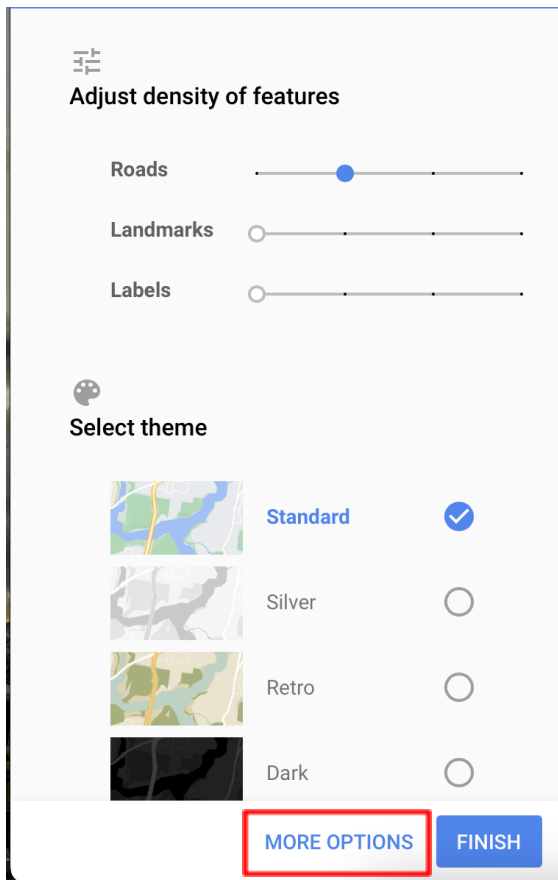 Adjust density of features
Roads
Landmarks
Labels
Select theme
Standard
Silver
Retro
Dark
MORE OPTIONS FINISH